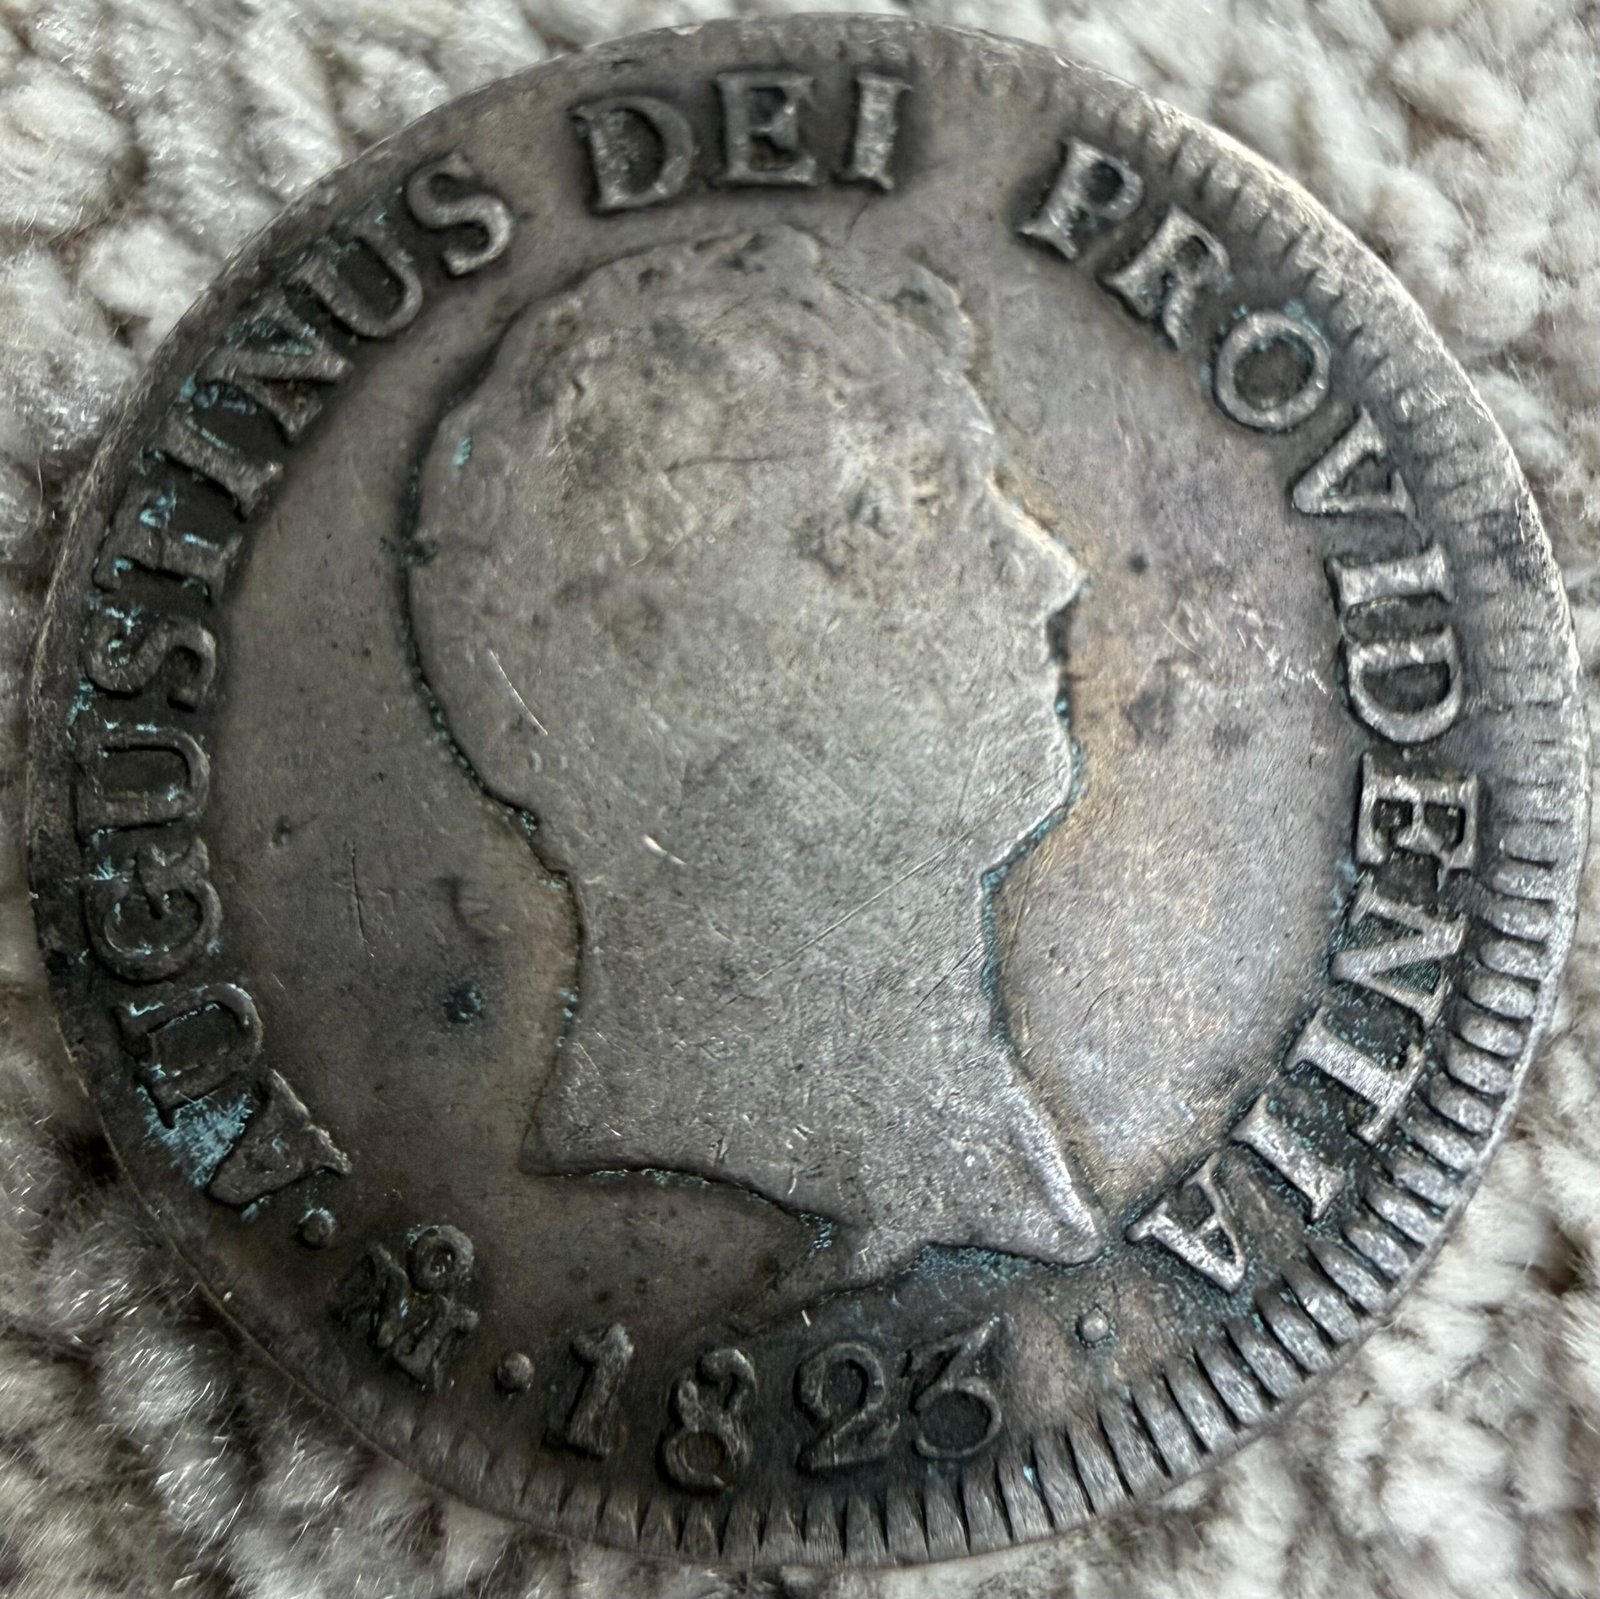 AUGUSTINUS DEI PROVIDENTIA
· M̊ · 1823 ·